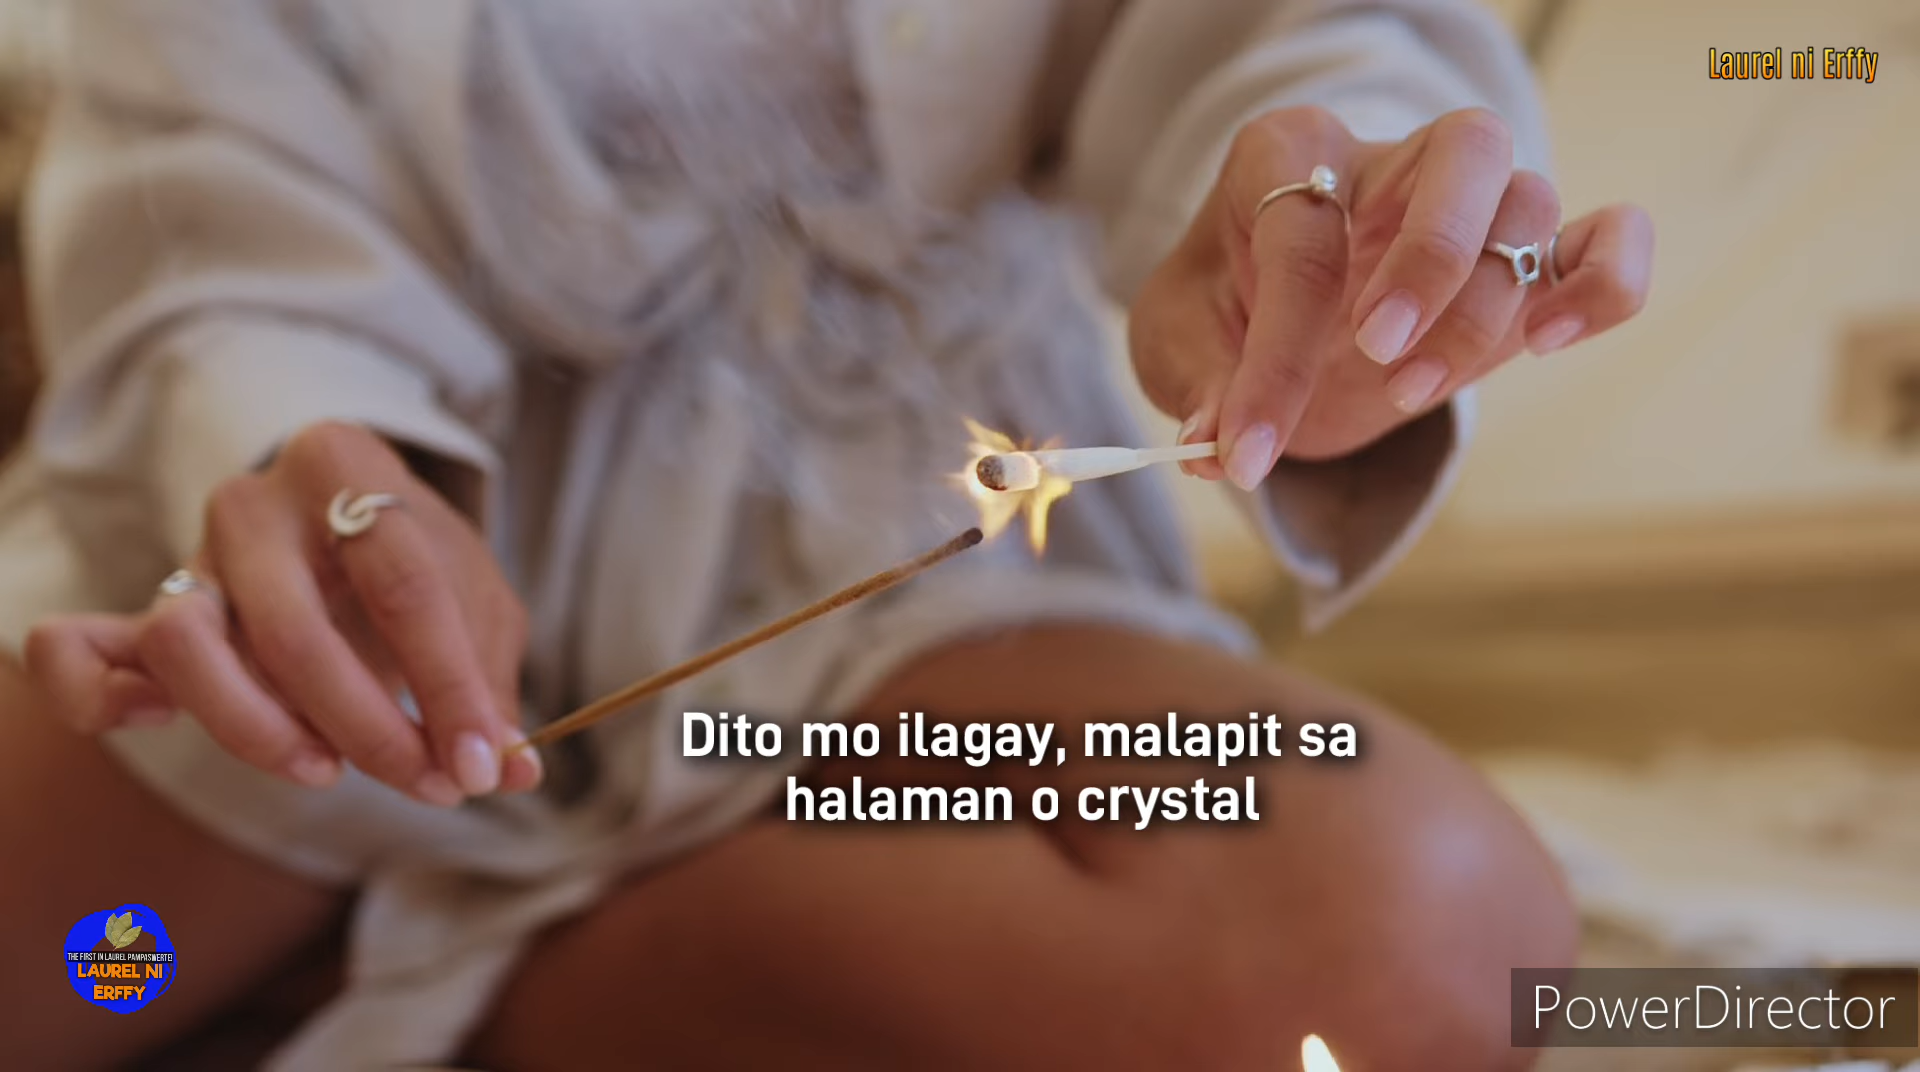 Laurel ni Erffy
Dito mo ilagay, malapit sa
halaman o crystal
THE FIRST IN LAUREL PAMPASWERTE!
LAUREL NI
ERFFY
PowerDirector